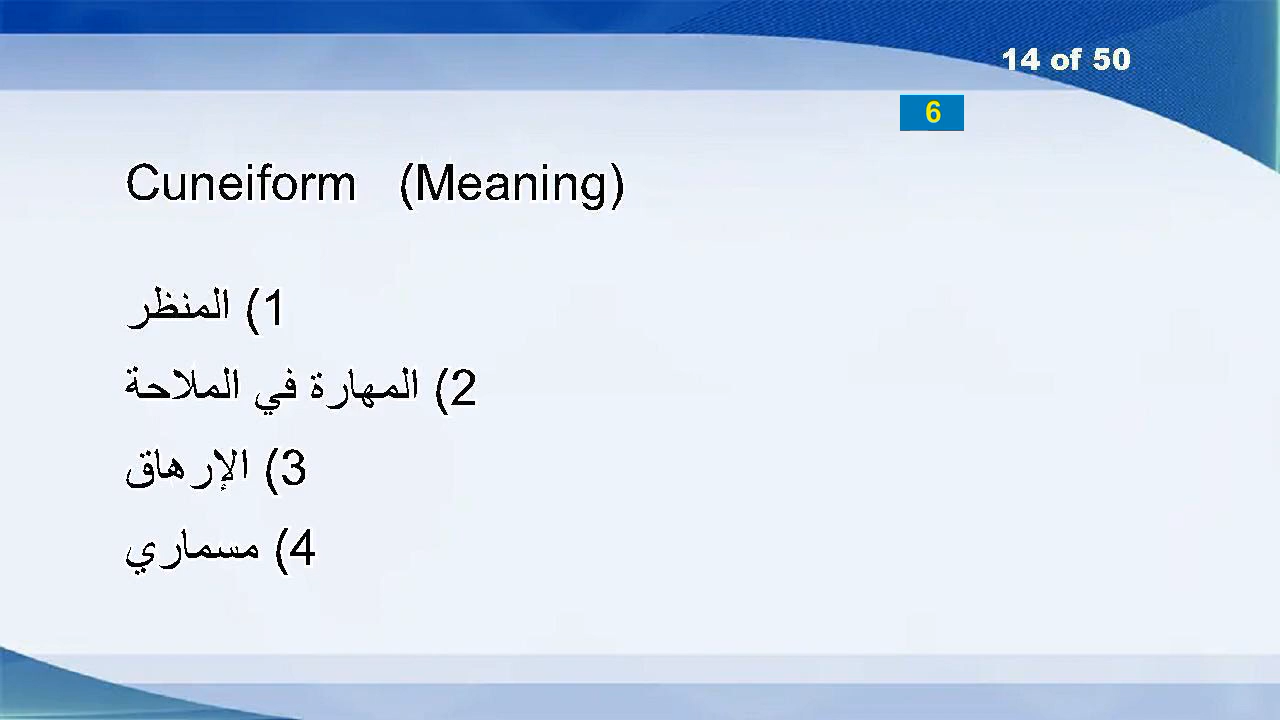 14 of 50
6
Cuneiform (Meaning)
1) المنظر
2) المهارة في الملاحة
3) الإرهاق
4) مسماري